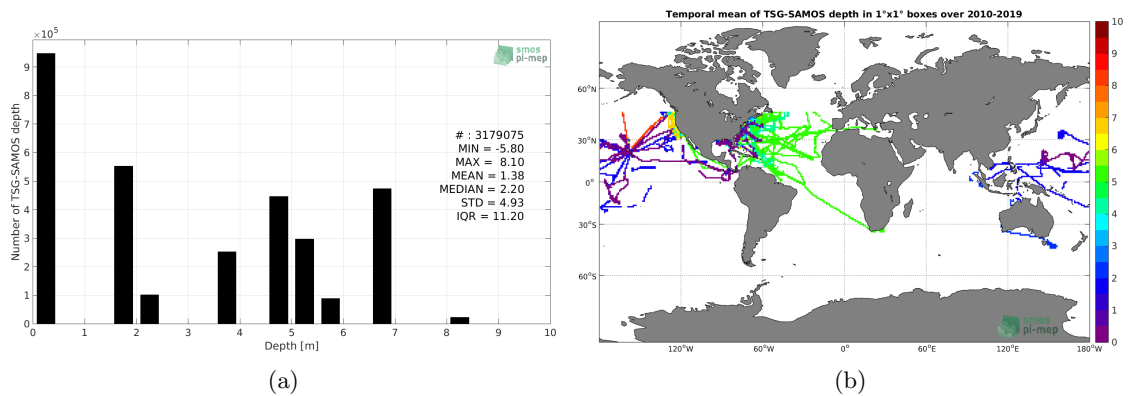 ×10⁵
9
8
7
6
5
4
3
2
1
0
Number of TSG-SAMOS depth
smos
pi-mep
# : 3179075
MIN = -5.80
MAX = 8.10
MEAN = 1.38
MEDIAN = 2.20
STD = 4.93
IQR = 11.20
0 1 2 3 4 5 6 7 8 9 10
Depth [m]
(a)
Temporal mean of TSG-SAMOS depth in 1°x1° boxes over 2010-2019
60°N
30°N
0°
30°S
60°S
120°W 60°W 0° 60°E 120°E 180°W
smos
pi-mep
10
9
8
7
6
5
4
3
2
1
0
(b)